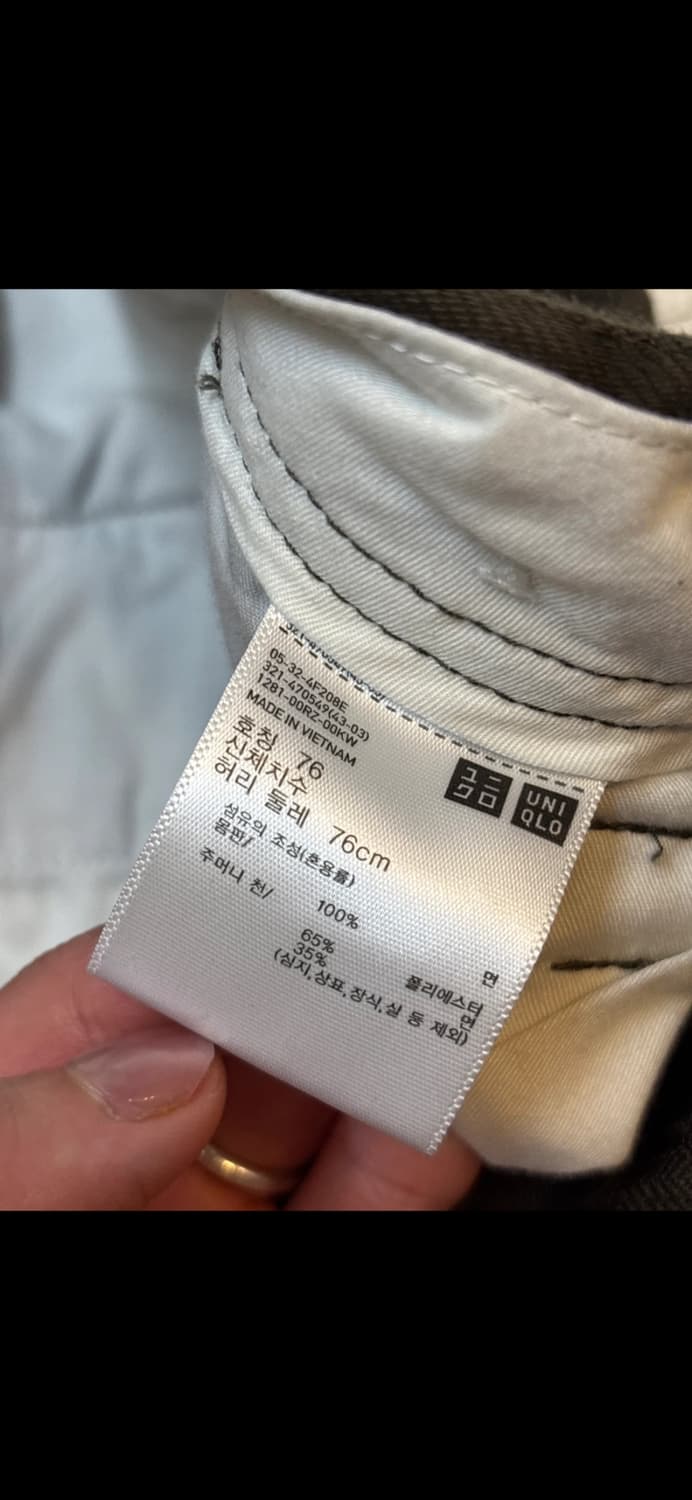 05-32-4F208E
321-470549(43-03)
1281-00RZ-00KW
MADE IN VIETNAM
호칭 76
신체치수
허리 둘레 76cm
섬유의 조성(혼용률)
몸판/
100% 면
주머니 천/
65% 폴리에스터
35% 면
(심지,상표,장식,실 등 제외)
ユニ
クロ
UNI
QLO